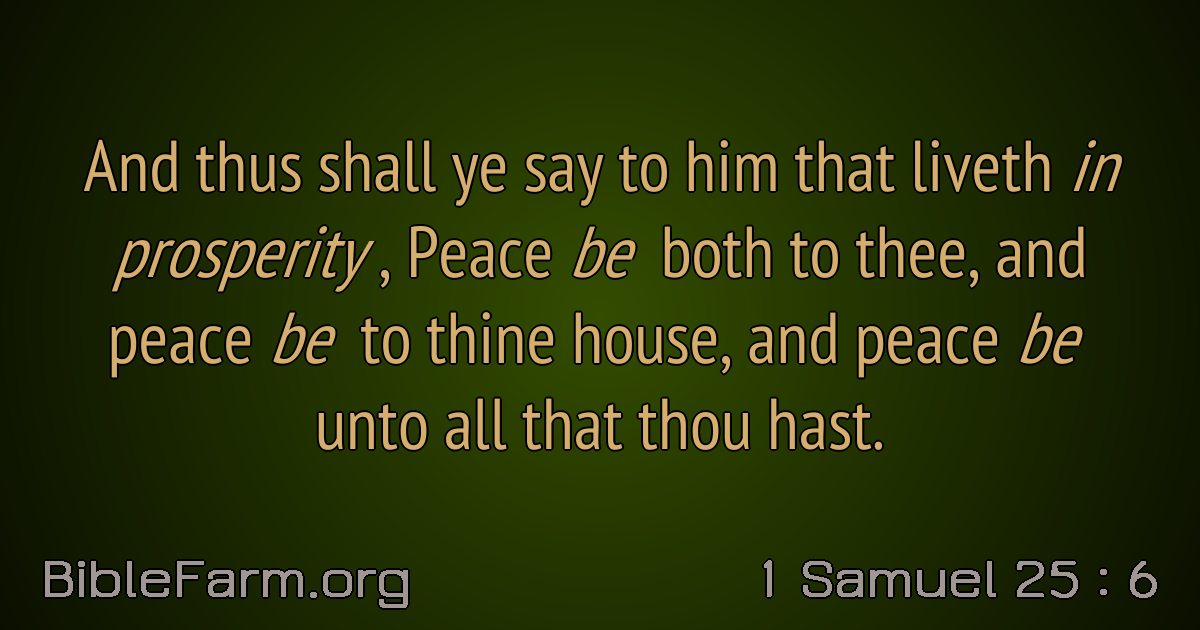 And thus shall ye say to him that liveth in
prosperity , Peace be both to thee, and
peace be to thine house, and peace be
unto all that thou hast.
BibleFarm.org
1 Samuel 25 : 6